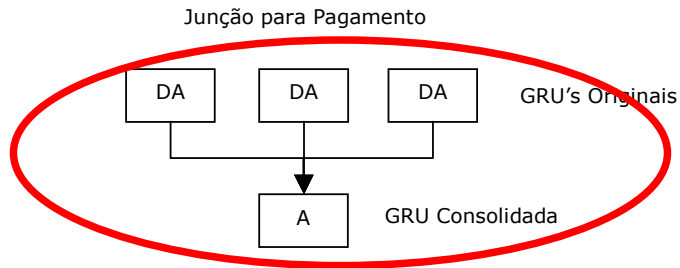 Junção para Pagamento
DA DA DA GRU’s Originais
A GRU Consolidada